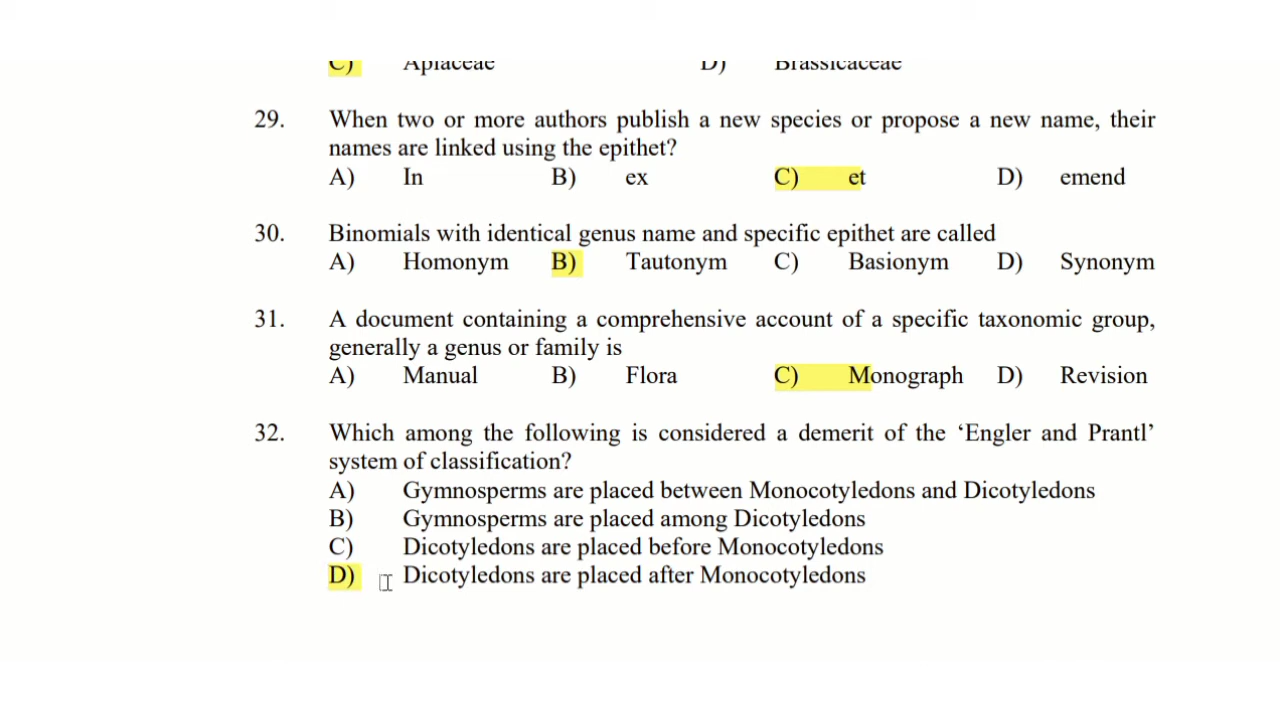 C) Apiaceae D) Brassicaceae
29. When two or more authors publish a new species or propose a new name, their
names are linked using the epithet?
A) In B) ex C) et D) emend
30. Binomials with identical genus name and specific epithet are called
A) Homonym B) Tautonym C) Basionym D) Synonym
31. A document containing a comprehensive account of a specific taxonomic group,
generally a genus or family is
A) Manual B) Flora C) Monograph D) Revision
32. Which among the following is considered a demerit of the ‘Engler and Prantl’
system of classification?
A) Gymnosperms are placed between Monocotyledons and Dicotyledons
B) Gymnosperms are placed among Dicotyledons
C) Dicotyledons are placed before Monocotyledons
D) Dicotyledons are placed after Monocotyledons